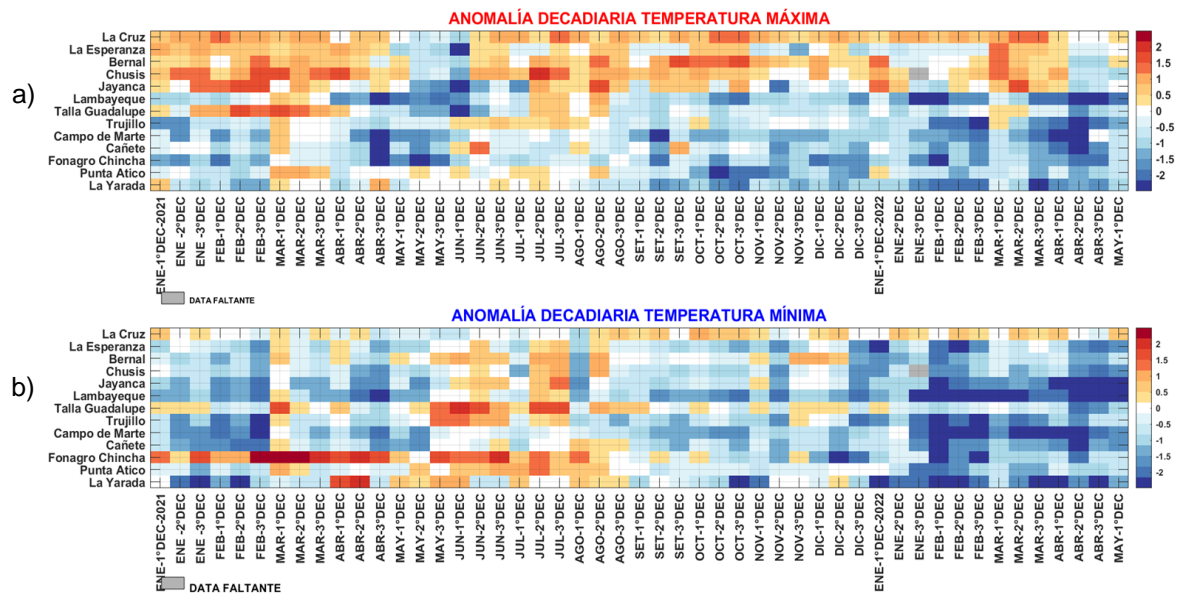 ANOMALÍA DECADIARIA TEMPERATURA MÁXIMA
a)
La Cruz
La Esperanza
Bernal
Chusis
Jayanca
Lambayeque
Talla Guadalupe
Trujillo
Campo de Marte
Cañete
Fonagro Chincha
Punta Atico
La Yarada
2
1.5
1
0.5
0
-0.5
-1
-1.5
-2
ENE-1°DEC-2021
ENE -2°DEC
ENE -3°DEC
FEB-1°DEC
FEB-2°DEC
FEB-3°DEC
MAR-1°DEC
MAR-2°DEC
MAR-3°DEC
ABR-1°DEC
ABR-2°DEC
ABR-3°DEC
MAY-1°DEC
MAY-2°DEC
MAY-3°DEC
JUN-1°DEC
JUN-2°DEC
JUN-3°DEC
JUL-1°DEC
JUL-2°DEC
JUL-3°DEC
AGO-1°DEC
AGO-2°DEC
AGO-3°DEC
SET-1°DEC
SET-2°DEC
SET-3°DEC
OCT-1°DEC
OCT-2°DEC
OCT-3°DEC
NOV-1°DEC
NOV-2°DEC
NOV-3°DEC
DIC-1°DEC
DIC-2°DEC
DIC-3°DEC
ENE-1°DEC-2022
ENE-2°DEC
ENE-3°DEC
FEB-1°DEC
FEB-2°DEC
FEB-3°DEC
MAR-1°DEC
MAR-2°DEC
MAR-3°DEC
ABR-1°DEC
ABR-2°DEC
ABR-3°DEC
MAY-1°DEC
DATA FALTANTE
ANOMALÍA DECADIARIA TEMPERATURA MÍNIMA
b)
La Cruz
La Esperanza
Bernal
Chusis
Jayanca
Lambayeque
Talla Guadalupe
Trujillo
Campo de Marte
Cañete
Fonagro Chincha
Punta Atico
La Yarada
2
1.5
1
0.5
0
-0.5
-1
-1.5
-2
ENE-1°DEC-2021
ENE -2°DEC
ENE -3°DEC
FEB-1°DEC
FEB-2°DEC
FEB-3°DEC
MAR-1°DEC
MAR-2°DEC
MAR-3°DEC
ABR-1°DEC
ABR-2°DEC
ABR-3°DEC
MAY-1°DEC
MAY-2°DEC
MAY-3°DEC
JUN-1°DEC
JUN-2°DEC
JUN-3°DEC
JUL-1°DEC
JUL-2°DEC
JUL-3°DEC
AGO-1°DEC
AGO-2°DEC
AGO-3°DEC
SET-1°DEC
SET-2°DEC
SET-3°DEC
OCT-1°DEC
OCT-2°DEC
OCT-3°DEC
NOV-1°DEC
NOV-2°DEC
NOV-3°DEC
DIC-1°DEC
DIC-2°DEC
DIC-3°DEC
ENE-1°DEC-2022
ENE-2°DEC
ENE-3°DEC
FEB-1°DEC
FEB-2°DEC
FEB-3°DEC
MAR-1°DEC
MAR-2°DEC
MAR-3°DEC
ABR-1°DEC
ABR-2°DEC
ABR-3°DEC
MAY-1°DEC
DATA FALTANTE